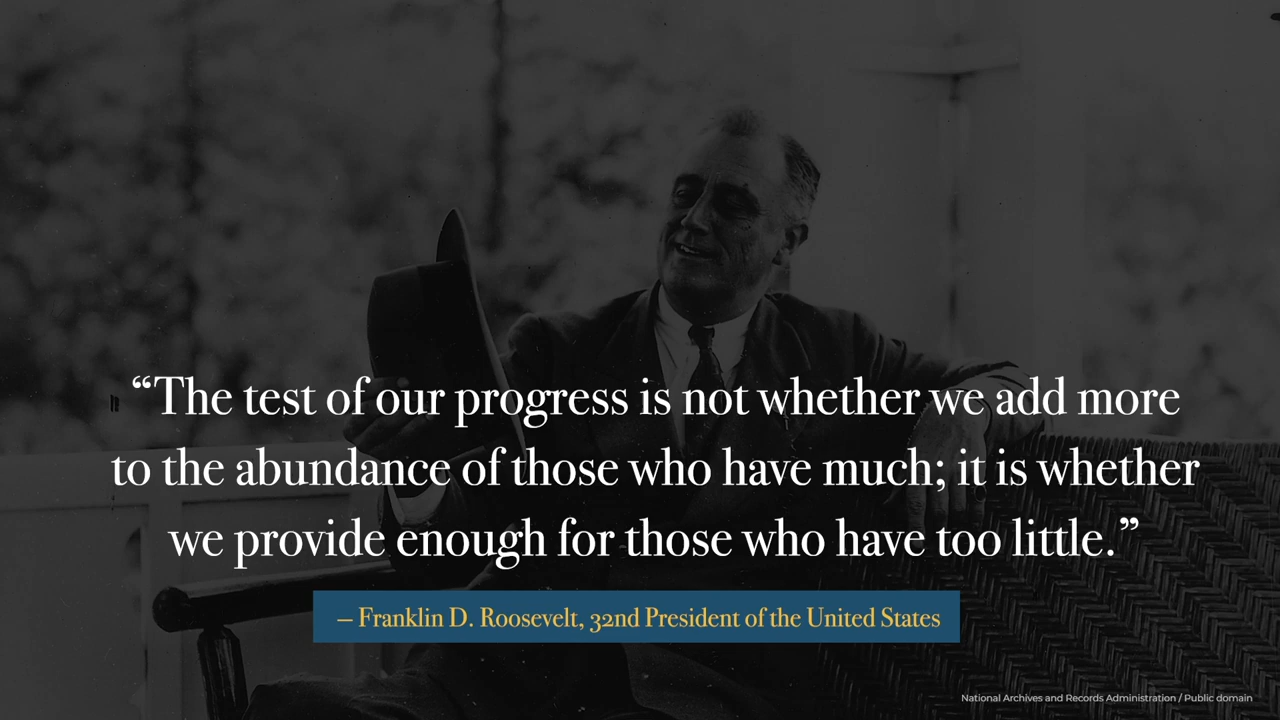 “The test of our progress is not whether we add more
to the abundance of those who have much; it is whether
we provide enough for those who have too little.”
– Franklin D. Roosevelt, 32nd President of the United States
National Archives and Records Administration / Public domain